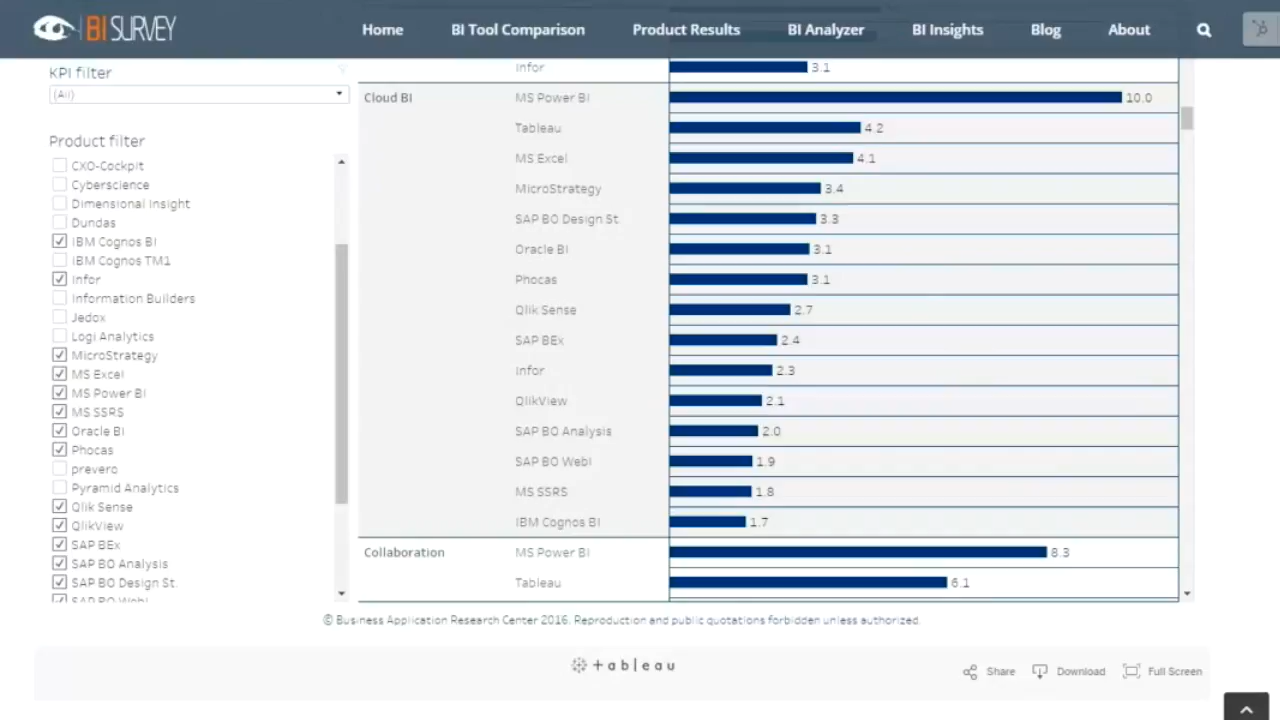 BI SURVEY
Home BI Tool Comparison Product Results BI Analyzer BI Insights Blog About
KPI filter
(All)
Product filter
CXO-Cockpit
Cyberscience
Dimensional Insight
Dundas
IBM Cognos BI
IBM Cognos TM1
Infor
Information Builders
Jedox
Logi Analytics
MicroStrategy
MS Excel
MS Power BI
MS SSRS
Oracle BI
Phocas
prevero
Pyramid Analytics
Qlik Sense
QlikView
SAP BEx
SAP BO Analysis
SAP BO Design St.
SAP BO WebI
Infor 3.1
Cloud BI MS Power BI 10.0
Tableau 4.2
MS Excel 4.1
MicroStrategy 3.4
SAP BO Design St. 3.3
Oracle BI 3.1
Phocas 3.1
Qlik Sense 2.7
SAP BEx 2.4
Infor 2.3
QlikView 2.1
SAP BO Analysis 2.0
SAP BO WebI 1.9
MS SSRS 1.8
IBM Cognos BI 1.7
Collaboration MS Power BI 8.3
Tableau 6.1
© Business Application Research Center 2016. Reproduction and public quotations forbidden unless authorized.
+ableau
Share Download Full Screen